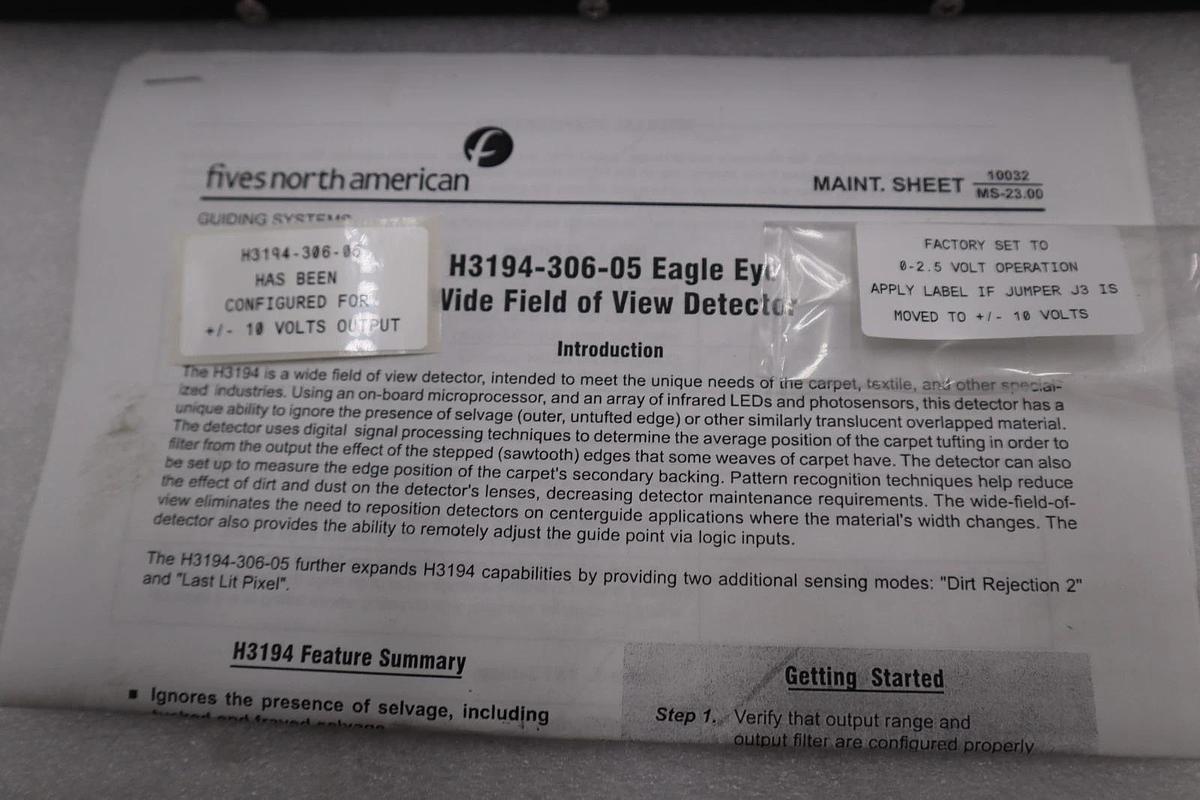 fives north american
MAINT. SHEET 10032
MS-23.00
GUIDING SYSTEMS
H3194-306-05
HAS BEEN
CONFIGURED FOR
+/- 10 VOLTS OUTPUT
H3194-306-05 Eagle Eye
Wide Field of View Detector
FACTORY SET TO
0-2.5 VOLT OPERATION
APPLY LABEL IF JUMPER J3 IS
MOVED TO +/- 10 VOLTS
Introduction
The H3194 is a wide field of view detector, intended to meet the unique needs of the carpet, textile, and other special-
ized industries. Using an on-board microprocessor, and an array of infrared LEDs and photosensors, this detector has a
unique ability to ignore the presence of selvage (outer, untufted edge) or other similarly translucent overlapped material.
The detector uses digital signal processing techniques to determine the average position of the carpet tufting in order to
filter from the output the effect of the stepped (sawtooth) edges that some weaves of carpet have. The detector can also
be set up to measure the edge position of the carpet's secondary backing. Pattern recognition techniques help reduce
the effect of dirt and dust on the detector's lenses, decreasing detector maintenance requirements. The wide-field-of-
view eliminates the need to reposition detectors on centerguide applications where the material's width changes. The
detector also provides the ability to remotely adjust the guide point via logic inputs.
The H3194-306-05 further expands H3194 capabilities by providing two additional sensing modes: "Dirt Rejection 2"
and "Last Lit Pixel".
H3194 Feature Summary
■ Ignores the presence of selvage, including
tucked and frayed selvage
Getting Started
Step 1. Verify that output range and
output filter are configured properly